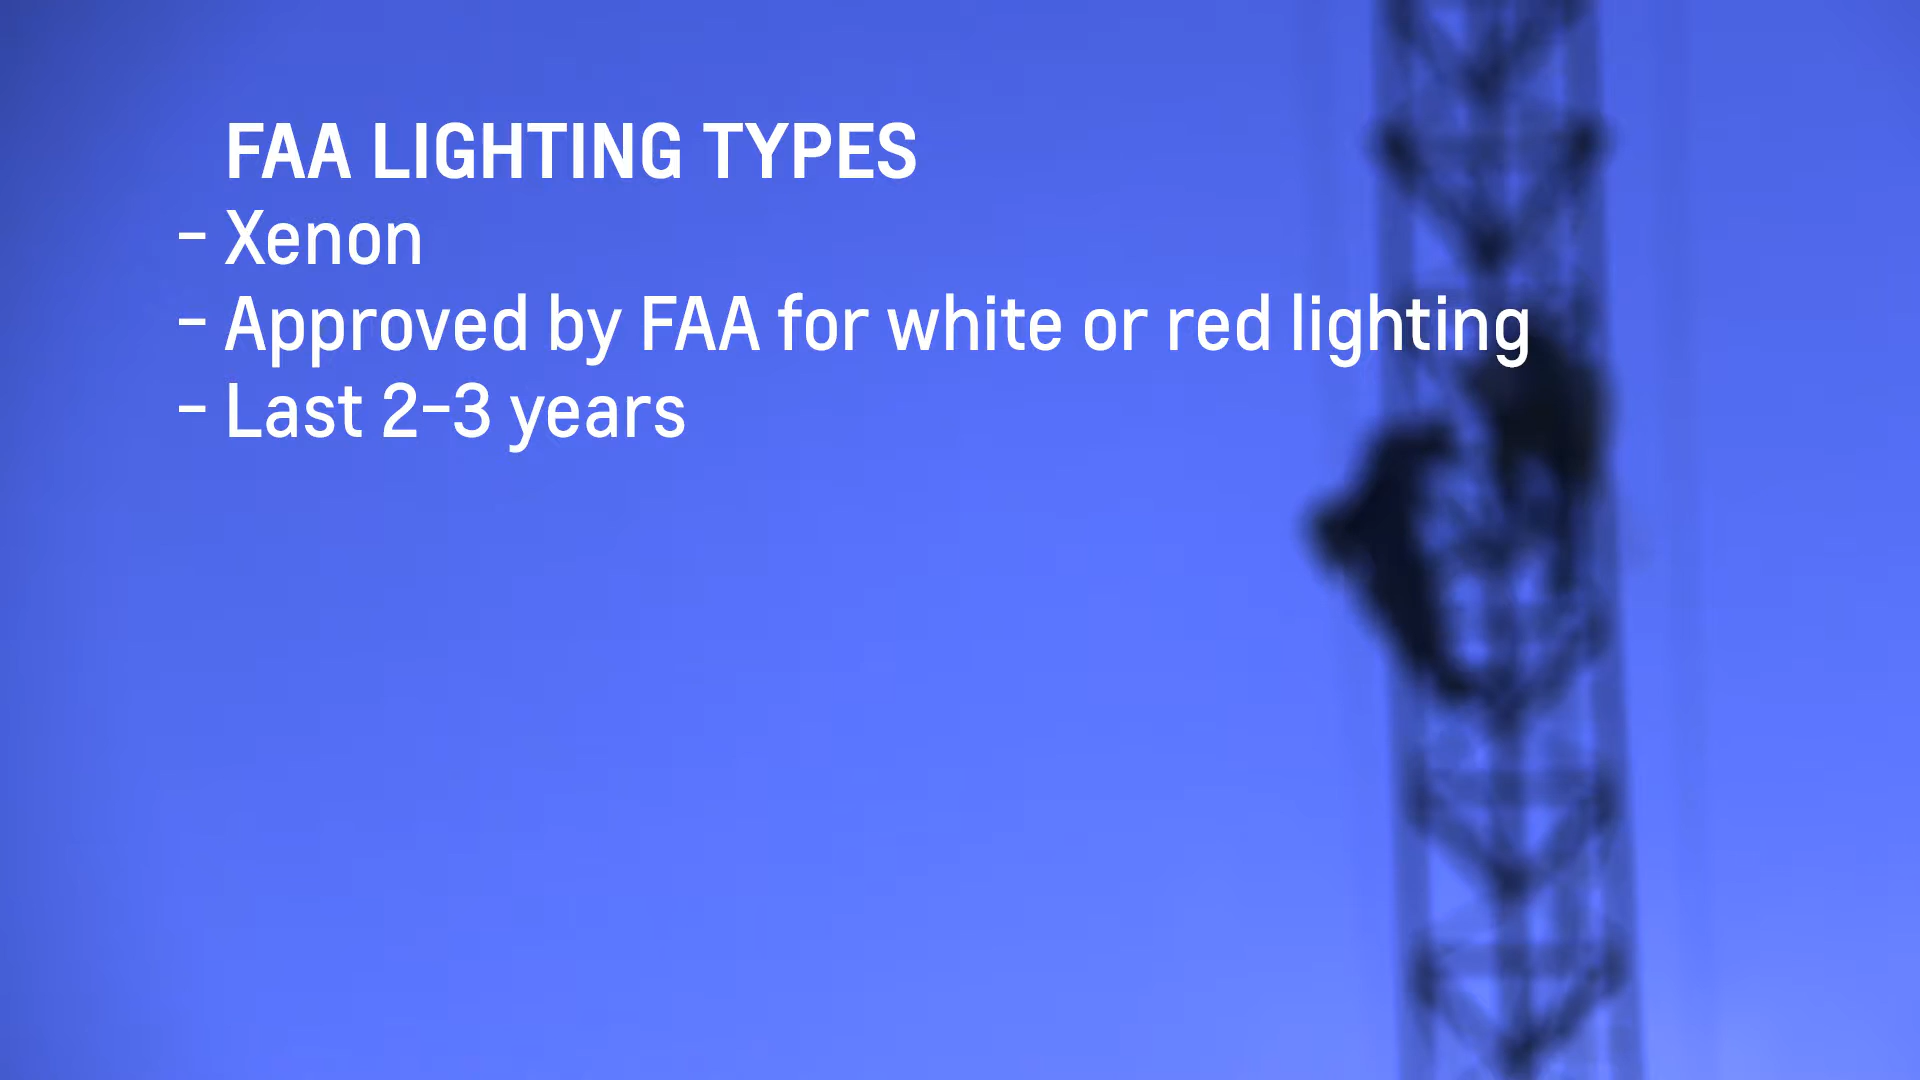 FAA LIGHTING TYPES
- Xenon
- Approved by FAA for white or red lighting
- Last 2-3 years